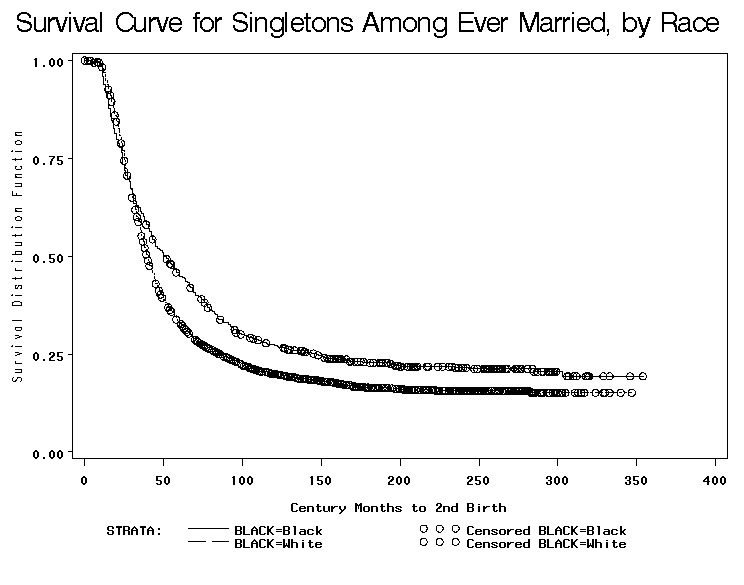 Survival Curve for Singletons Among Ever Married, by Race
1.00
0.75
0.50
0.25
0.00
Survival Distribution Function
0 50 100 150 200 250 300 350 400
Century Months to 2nd Birth
STRATA: BLACK=Black Censored BLACK=Black
BLACK=White Censored BLACK=White